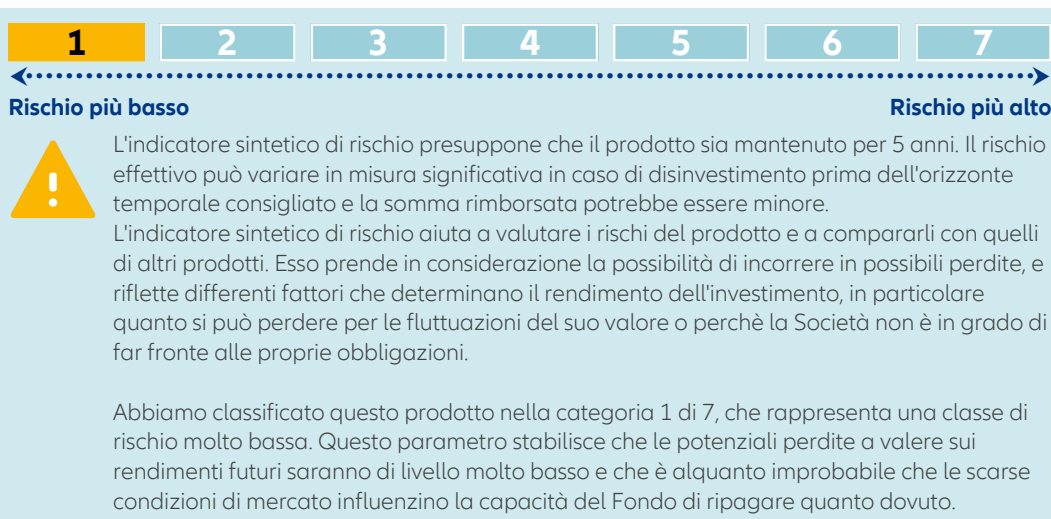 1 2 3 4 5 6 7
Rischio più basso Rischio più alto
L'indicatore sintetico di rischio presuppone che il prodotto sia mantenuto per 5 anni. Il rischio
effettivo può variare in misura significativa in caso di disinvestimento prima dell'orizzonte
temporale consigliato e la somma rimborsata potrebbe essere minore.
L'indicatore sintetico di rischio aiuta a valutare i rischi del prodotto e a compararli con quelli
di altri prodotti. Esso prende in considerazione la possibilità di incorrere in possibili perdite, e
riflette differenti fattori che determinano il rendimento dell'investimento, in particolare
quanto si può perdere per le fluttuazioni del suo valore o perchè la Società non è in grado di
far fronte alle proprie obbligazioni.
Abbiamo classificato questo prodotto nella categoria 1 di 7, che rappresenta una classe di
rischio molto bassa. Questo parametro stabilisce che le potenziali perdite a valere sui
rendimenti futuri saranno di livello molto basso e che è alquanto improbabile che le scarse
condizioni di mercato influenzino la capacità del Fondo di ripagare quanto dovuto.